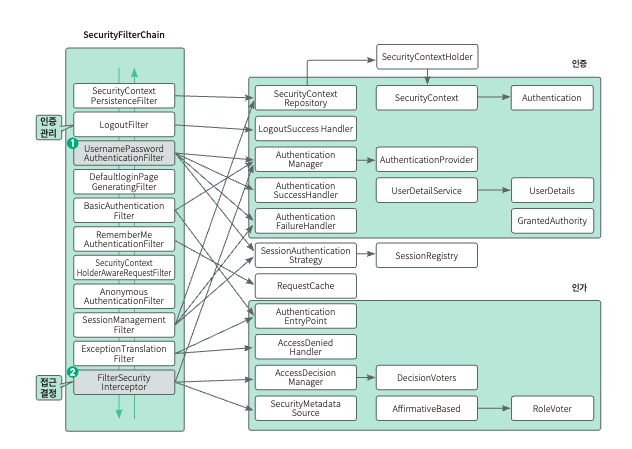 SecurityFilterChain
SecurityContext
PersistenceFilter
LogoutFilter
인증
관리
1
UsernamePassword
AuthenticationFilter
DefaultloginPage
GeneratingFilter
BasicAuthentication
Filter
RememberMe
AuthenticationFilter
SecurityContext
HolderAwareRequestFilter
Anonymous
AuthenticationFilter
SessionManagement
Filter
ExceptionTranslation
Filter
2
접근
결정
FilterSecurity
Interceptor
SecurityContextHolder
인증
SecurityContext
Repository
SecurityContext
Authentication
LogoutSuccess Handler
Authentication
Manager
AuthenticationProvider
Authentication
SuccessHandler
UserDetailService
UserDetails
Authentication
FailureHandler
GrantedAuthority
SessionAuthentication
Strategy
SessionRegistry
RequestCache
인가
Authentication
EntryPoint
AccessDenied
Handler
AccessDecision
Manager
DecisionVoters
SecurityMetadata
Source
AffirmativeBased
RoleVoter